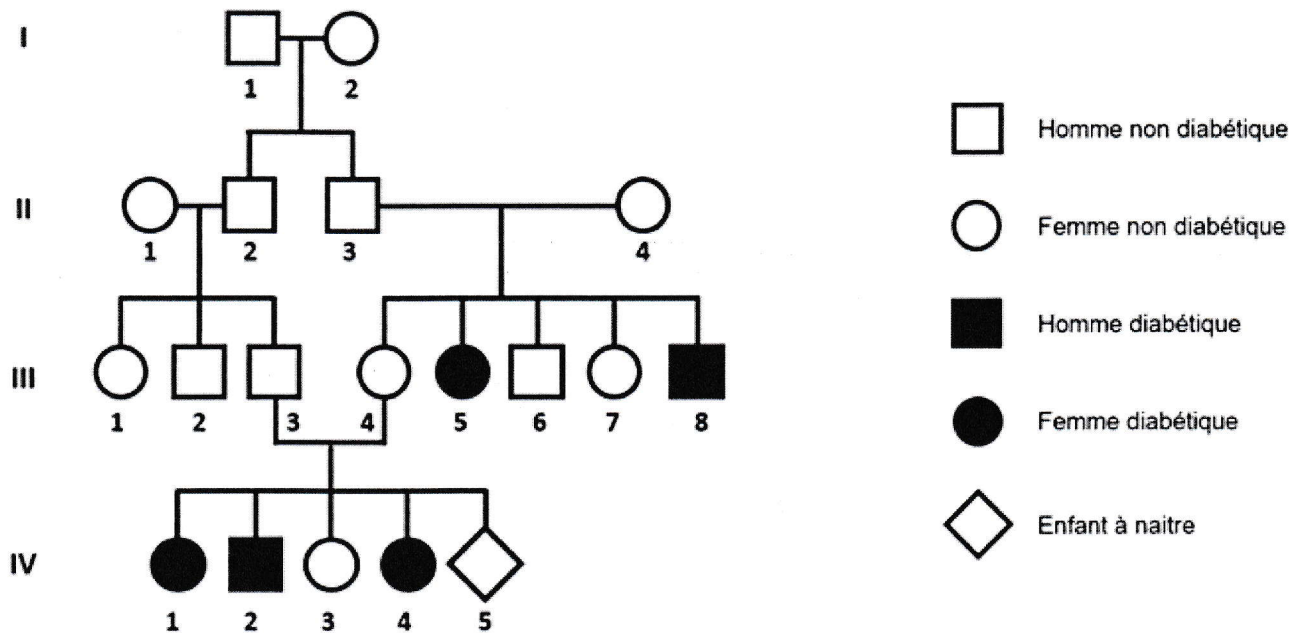 I
1 2
II
1 2 3 4
III
1 2 3 4 5 6 7 8
IV
1 2 3 4 5
Homme non diabétique
Femme non diabétique
Homme diabétique
Femme diabétique
Enfant à naitre